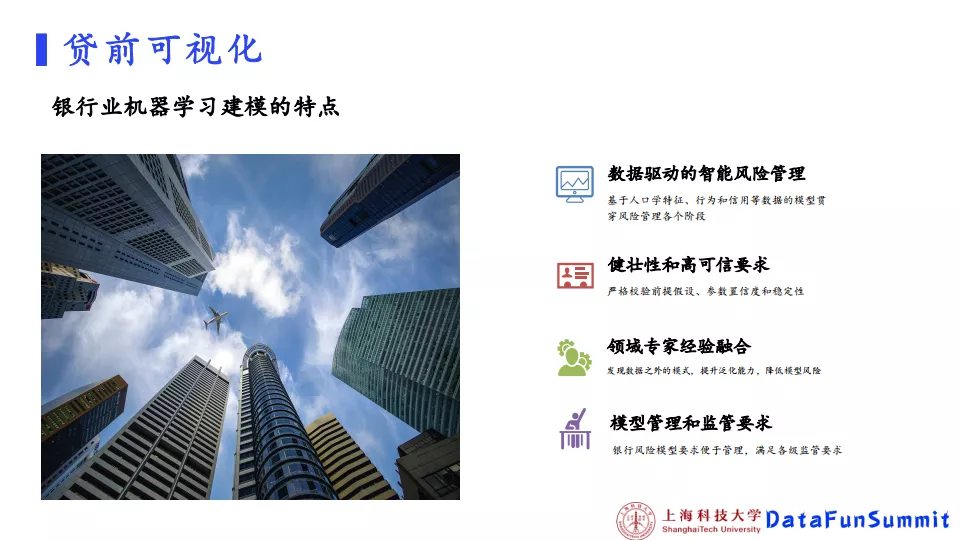 贷前可视化
银行业机器学习建模的特点
数据驱动的智能风险管理
基于人口学特征、行为和信用等数据的模型贯
穿风险管理各个阶段
健壮性和高可信要求
严格校验前提假设、参数置信度和稳定性
领域专家经验融合
发现数据之外的模式，提升泛化能力，降低模型风险
模型管理和监管要求
银行风险模型要求便于管理，满足各级监管要求
上海科技大学
ShanghaiTech University
DataFunSummit